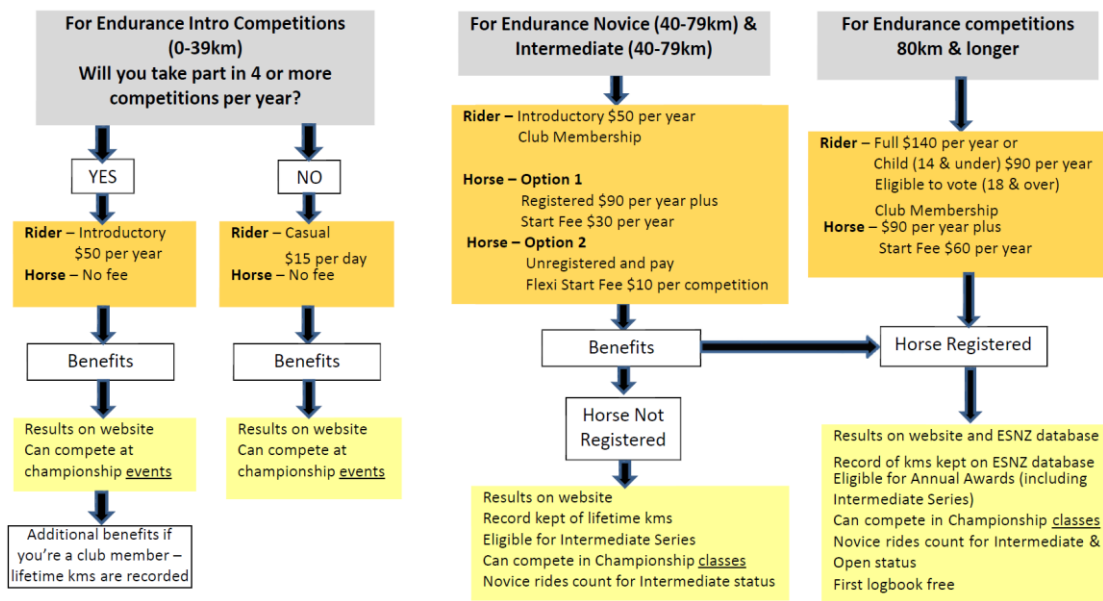 For Endurance Intro Competitions
(0-39km)
Will you take part in 4 or more
competitions per year?
YES
NO
Rider – Introductory
$50 per year
Horse – No fee
Rider – Casual
$15 per day
Horse – No fee
Benefits
Benefits
Results on website
Can compete at
championship events
Results on website
Can compete at
championship events
Additional benefits if
you're a club member –
lifetime kms are recorded
For Endurance Novice (40-79km) &
Intermediate (40-79km)
Rider – Introductory $50 per year
Club Membership
Horse – Option 1
Registered $90 per year plus
Start Fee $30 per year
Horse – Option 2
Unregistered and pay
Flexi Start Fee $10 per competition
Benefits
Horse Not
Registered
Results on website
Record kept of lifetime kms
Eligible for Intermediate Series
Can compete in Championship classes
Novice rides count for Intermediate status
For Endurance competitions
80km & longer
Rider – Full $140 per year or
Child (14 & under) $90 per year
Eligible to vote (18 & over)
Club Membership
Horse – $90 per year plus
Start Fee $60 per year
Horse Registered
Results on website and ESNZ database
Record of kms kept on ESNZ database
Eligible for Annual Awards (including
Intermediate Series)
Can compete in Championship classes
Novice rides count for Intermediate &
Open status
First logbook free